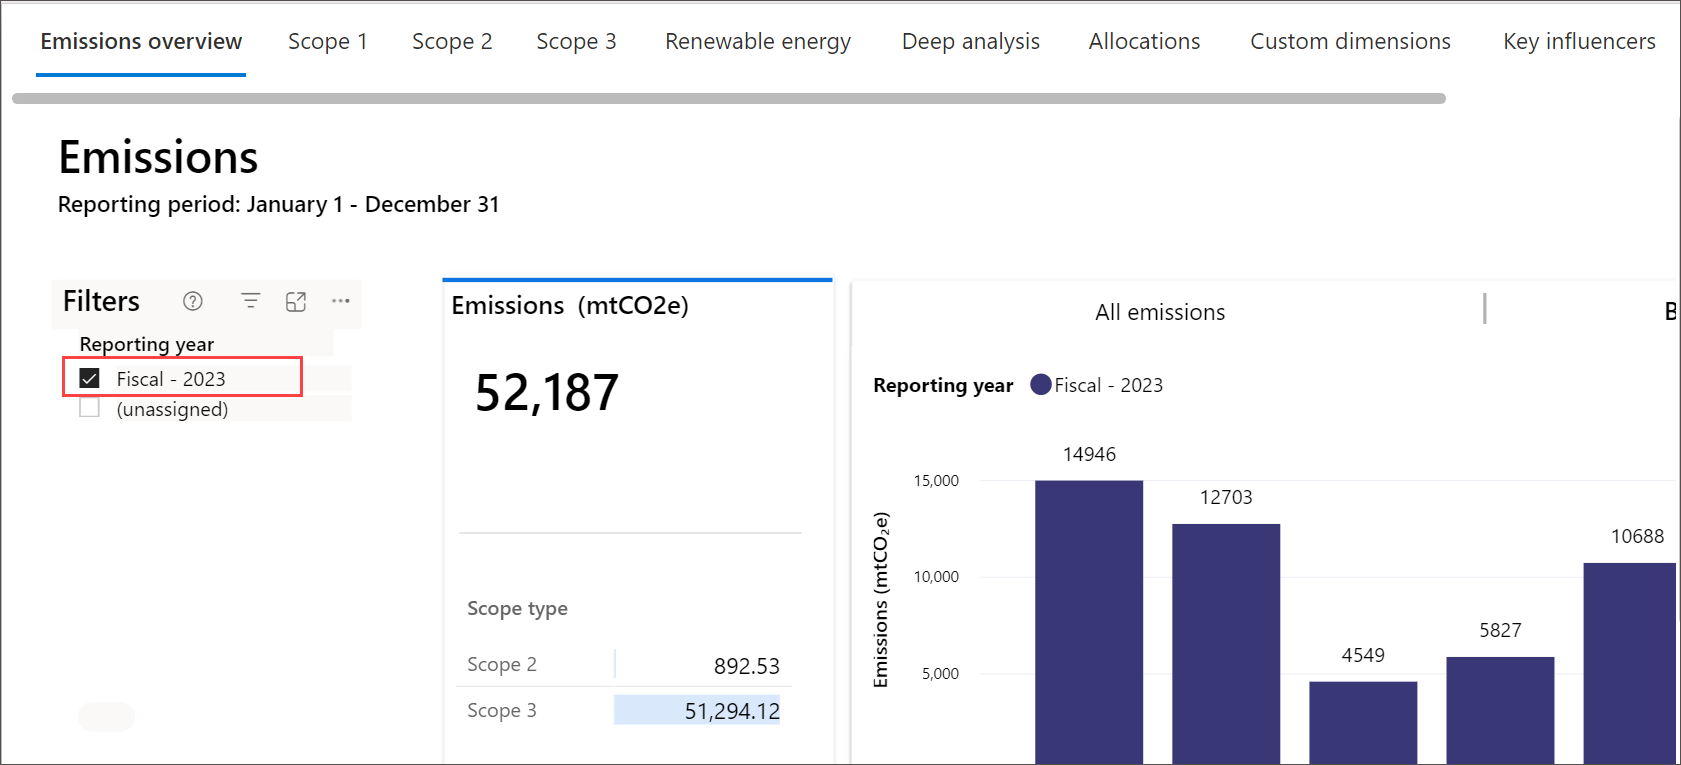 Emissions overview Scope 1 Scope 2 Scope 3 Renewable energy Deep analysis Allocations Custom dimensions Key influencers
Emissions
Reporting period: January 1 - December 31
Filters
Reporting year
Fiscal - 2023
(unassigned)
Emissions (mtCO2e)
52,187
Scope type
Scope 2 892.53
Scope 3 51,294.12
All emissions
Reporting year Fiscal - 2023
Emissions (mtCO₂e)
15,000
10,000
5,000
14946
12703
4549
5827
10688